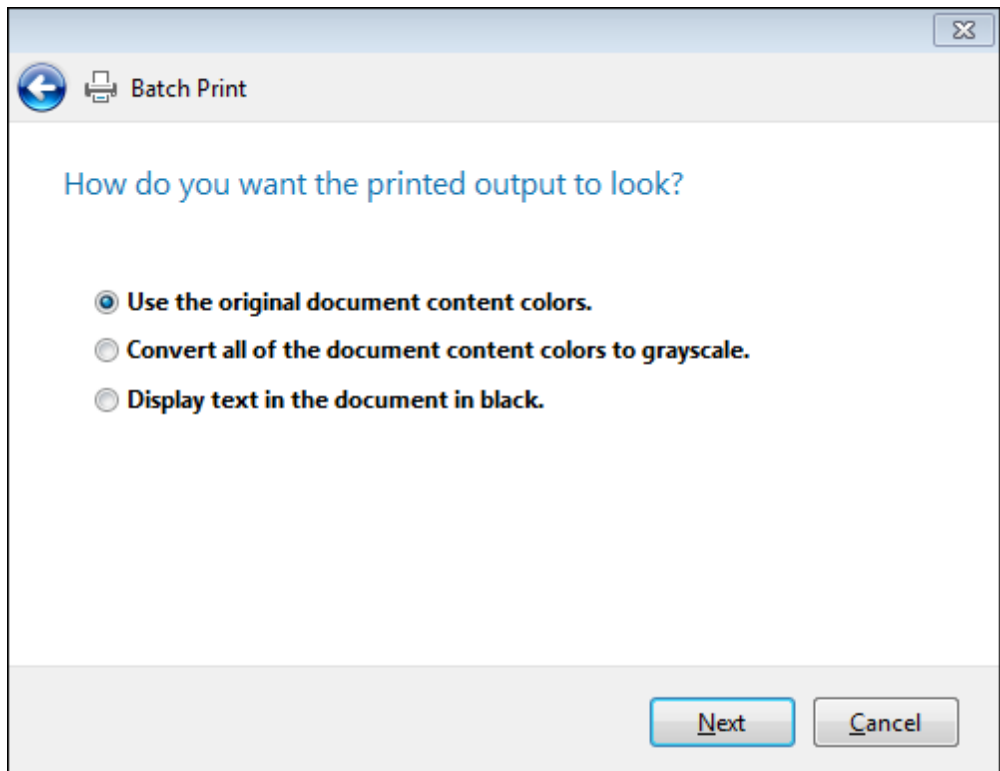 Batch Print
How do you want the printed output to look?
Use the original document content colors.
Convert all of the document content colors to grayscale.
Display text in the document in black.
Next
Cancel